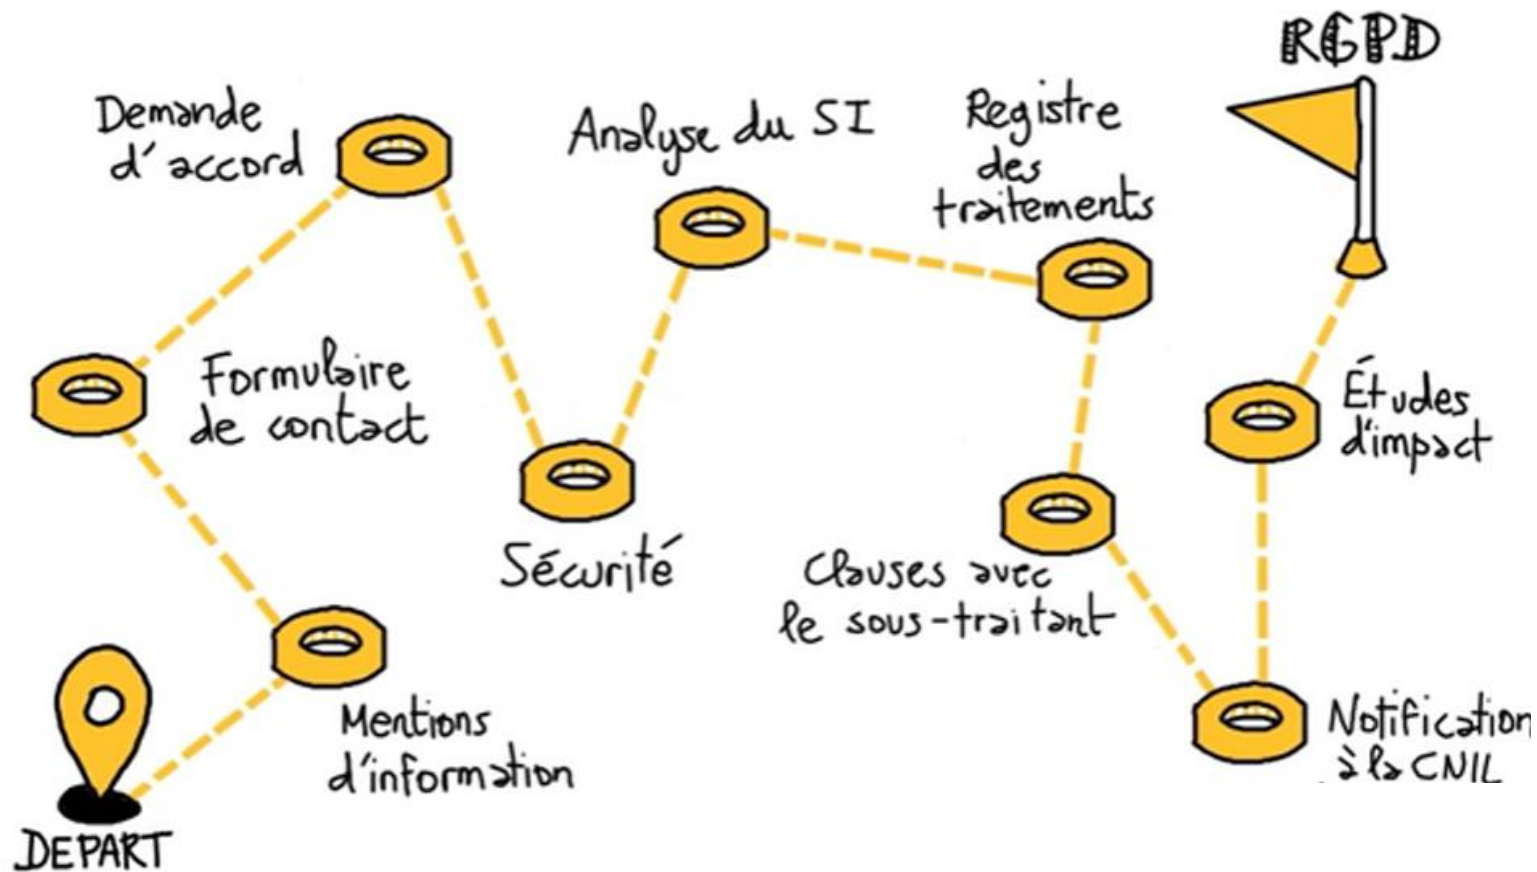 RGPD
Demande
d'accord
Analyse du SI
Registre
des
traitements
Formulaire
de contact
Études
d'impact
Sécurité
Clauses avec
le sous-traitant
Mentions
d'information
Notification
à la CNIL
DEPART